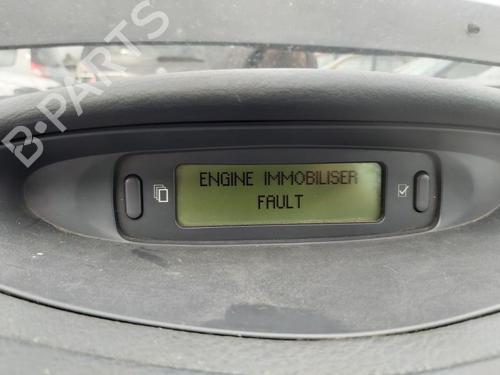 B-PARTS
ENGINE IMMOBILISER
FAULT